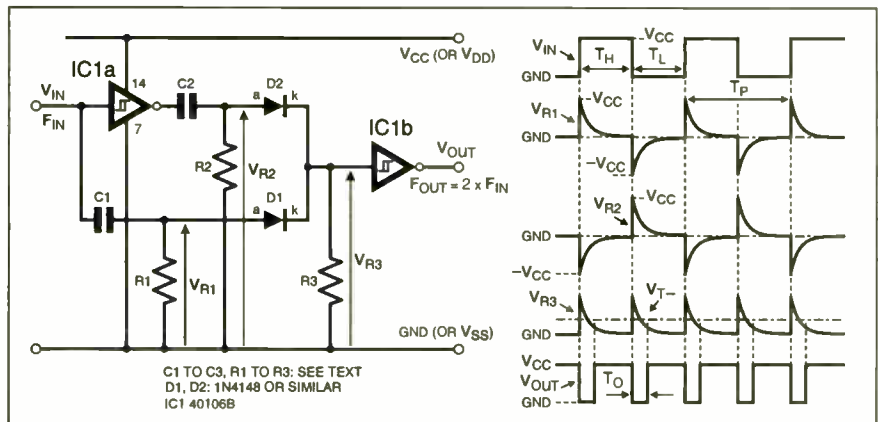 VCC (OR VDD)
IC1a
VIN
FIN
14
7
C2
D2
a
k
IC1b
VOUT
FOUT = 2 x FIN
R2
VR2
D1
a
k
C1
R1
VR1
R3
VR3
GND (OR VSS)
C1 TO C3, R1 TO R3: SEE TEXT
D1, D2: 1N4148 OR SIMILAR
IC1 40106B
VIN
VCC
TH
TL
GND
VCC
TP
VR1
GND
−VCC
VCC
VR2
GND
−VCC
VR3
VT−
GND
VCC
VOUT
TO
GND